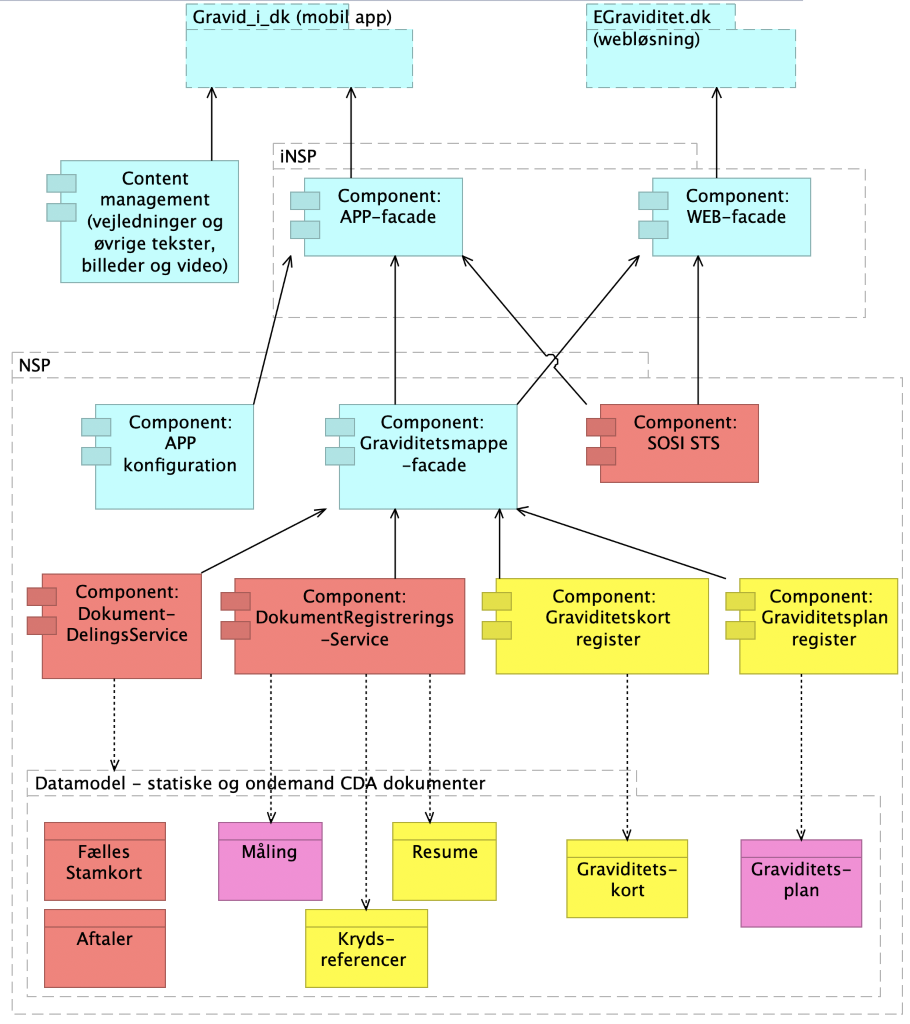 Gravid_i_dk (mobil app)
EGraviditet.dk
(webløsning)
iNSP
Content
management
(vejledninger og
øvrige tekster,
billeder og video)
Component:
APP-facade
Component:
WEB-facade
NSP
Component:
APP
konfiguration
Component:
Graviditetsmappe
-facade
Component:
SOSI STS
Component:
Dokument-
DelingsService
Component:
DokumentRegistrerings
-Service
Component:
Graviditetskort
register
Component:
Graviditetsplan
register
Datamodel - statiske og ondemand CDA dokumenter
Fælles
Stamkort
Måling
Resume
Graviditets-
kort
Graviditets-
plan
Aftaler
Kryds-
referencer